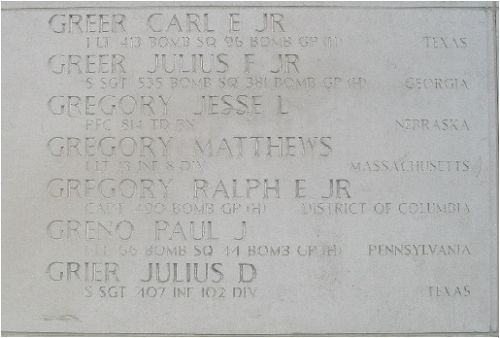 GREER CARL E JR
1 LT 413 BOMB SQ 96 BOMB GP (H) TEXAS
GREER JULIUS F JR
S SGT 535 BOMB SQ 381 BOMB GP (H) GEORGIA
GREGORY JESSE L
PFC 814 TD BN NEBRASKA
GREGORY MATTHEWS
1 LT 13 INF 8 DIV MASSACHUSETTS
GREGORY RALPH E JR
CAPT 490 BOMB GP (H) DISTRICT OF COLUMBIA
GRENO PAUL J
LT 66 BOMB SQ 44 BOMB GP (H) PENNSYLVANIA
GRIER JULIUS D
S SGT 407 INF 102 DIV TEXAS